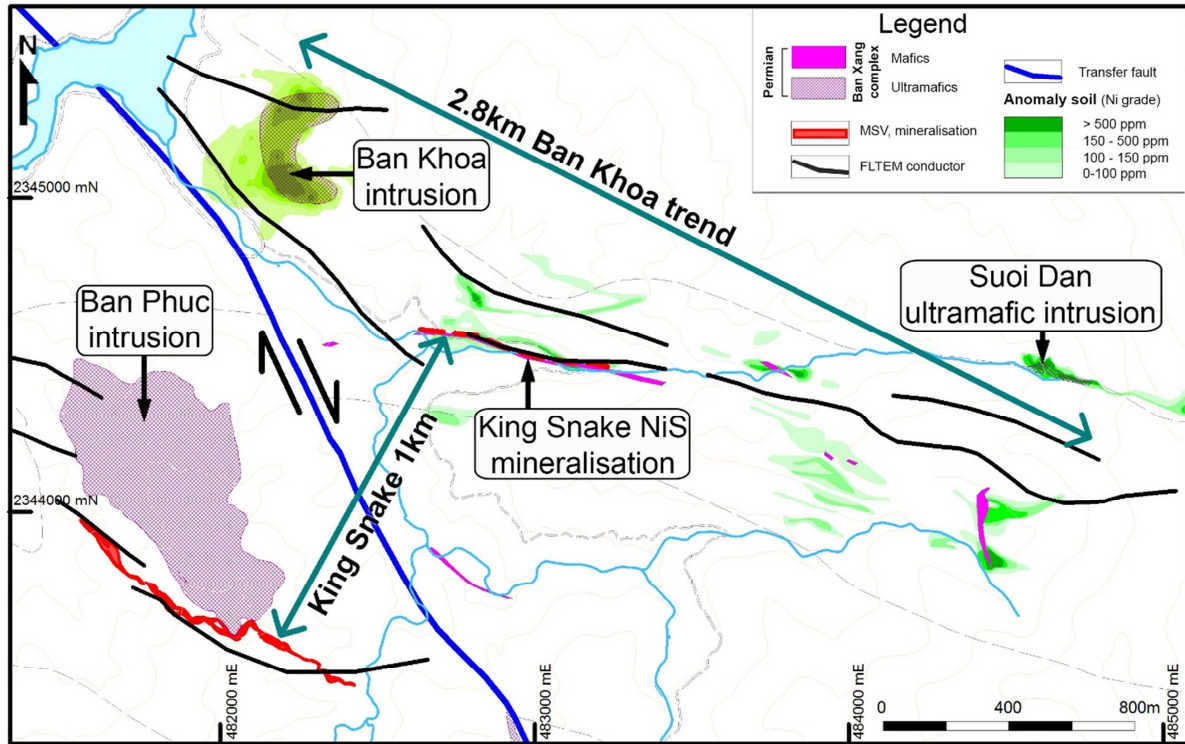 N
Legend
Permian
Ban Xang
complex
Mafics
Ultramafics
MSV, mineralisation
FLTEM conductor
Transfer fault
Anomaly soil (Ni grade)
> 500 ppm
150 - 500 ppm
100 - 150 ppm
0-100 ppm
2.8km Ban Khoa trend
Ban Khoa
intrusion
2345000 mN
Ban Phuc
intrusion
Suoi Dan
ultramafic intrusion
King Snake NiS
mineralisation
King Snake 1km
2344000 mN
482000 mE
483000 mE
484000 mE
485000 mE
0 400 800m